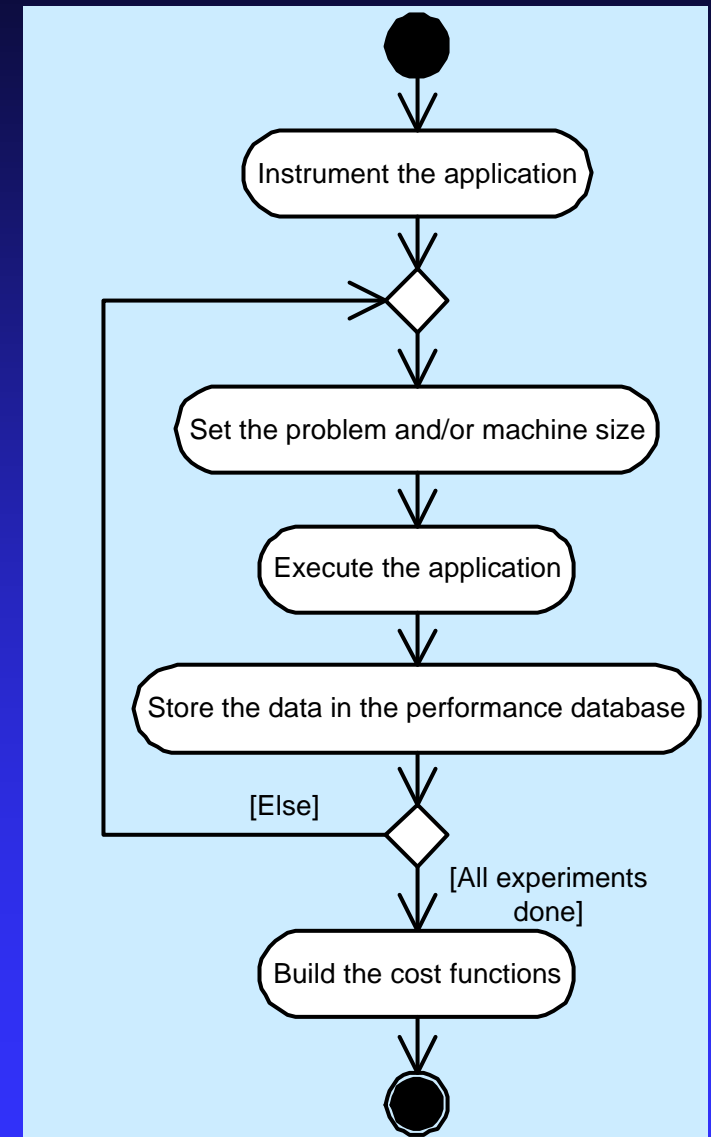 Instrument the application
Set the problem and/or machine size
Execute the application
Store the data in the performance database
[Else]
[All experiments
done]
Build the cost functions